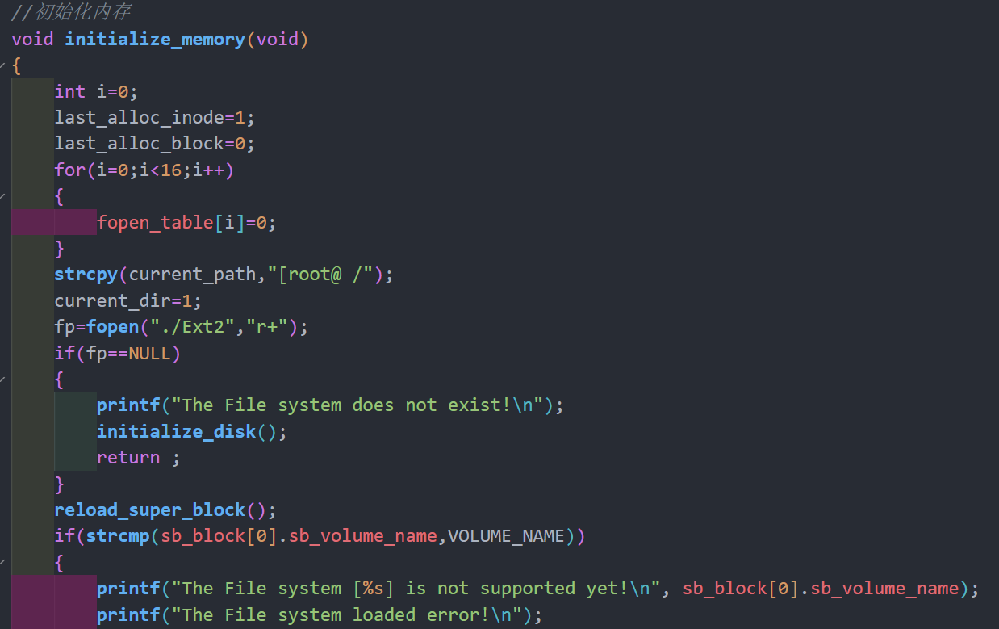 //初始化内存
void initialize_memory(void)
{
    int i=0;
    last_alloc_inode=1;
    last_alloc_block=0;
    for(i=0;i<16;i++)
    {
        fopen_table[i]=0;
    }
    strcpy(current_path,"[root@ /");
    current_dir=1;
    fp=fopen("./Ext2","r+");
    if(fp==NULL)
    {
        printf("The File system does not exist!\n");
        initialize_disk();
        return ;
    }
    reload_super_block();
    if(strcmp(sb_block[0].sb_volume_name,VOLUME_NAME))
    {
        printf("The File system [%s] is not supported yet!\n", sb_block[0].sb_volume_name);
        printf("The File system loaded error!\n");